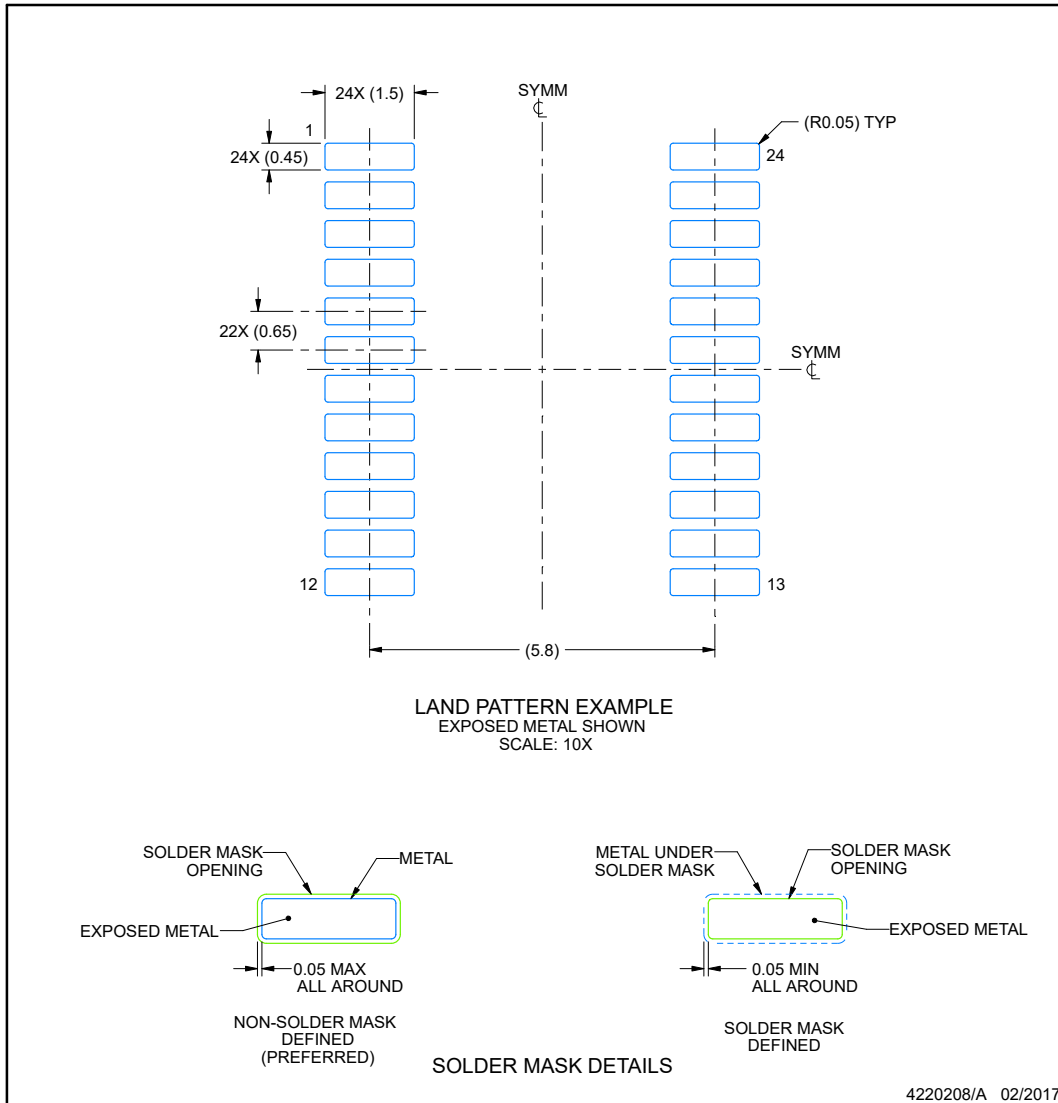 24X (1.5)
SYMM
(R0.05) TYP
1
24X (0.45)
24
22X (0.65)
SYMM
12
13
(5.8)
LAND PATTERN EXAMPLE
EXPOSED METAL SHOWN
SCALE: 10X
SOLDER MASK
OPENING
METAL
EXPOSED METAL
0.05 MAX
ALL AROUND
NON-SOLDER MASK
DEFINED
(PREFERRED)
METAL UNDER
SOLDER MASK
SOLDER MASK
OPENING
EXPOSED METAL
0.05 MIN
ALL AROUND
SOLDER MASK
DEFINED
SOLDER MASK DETAILS
4220208/A 02/2017